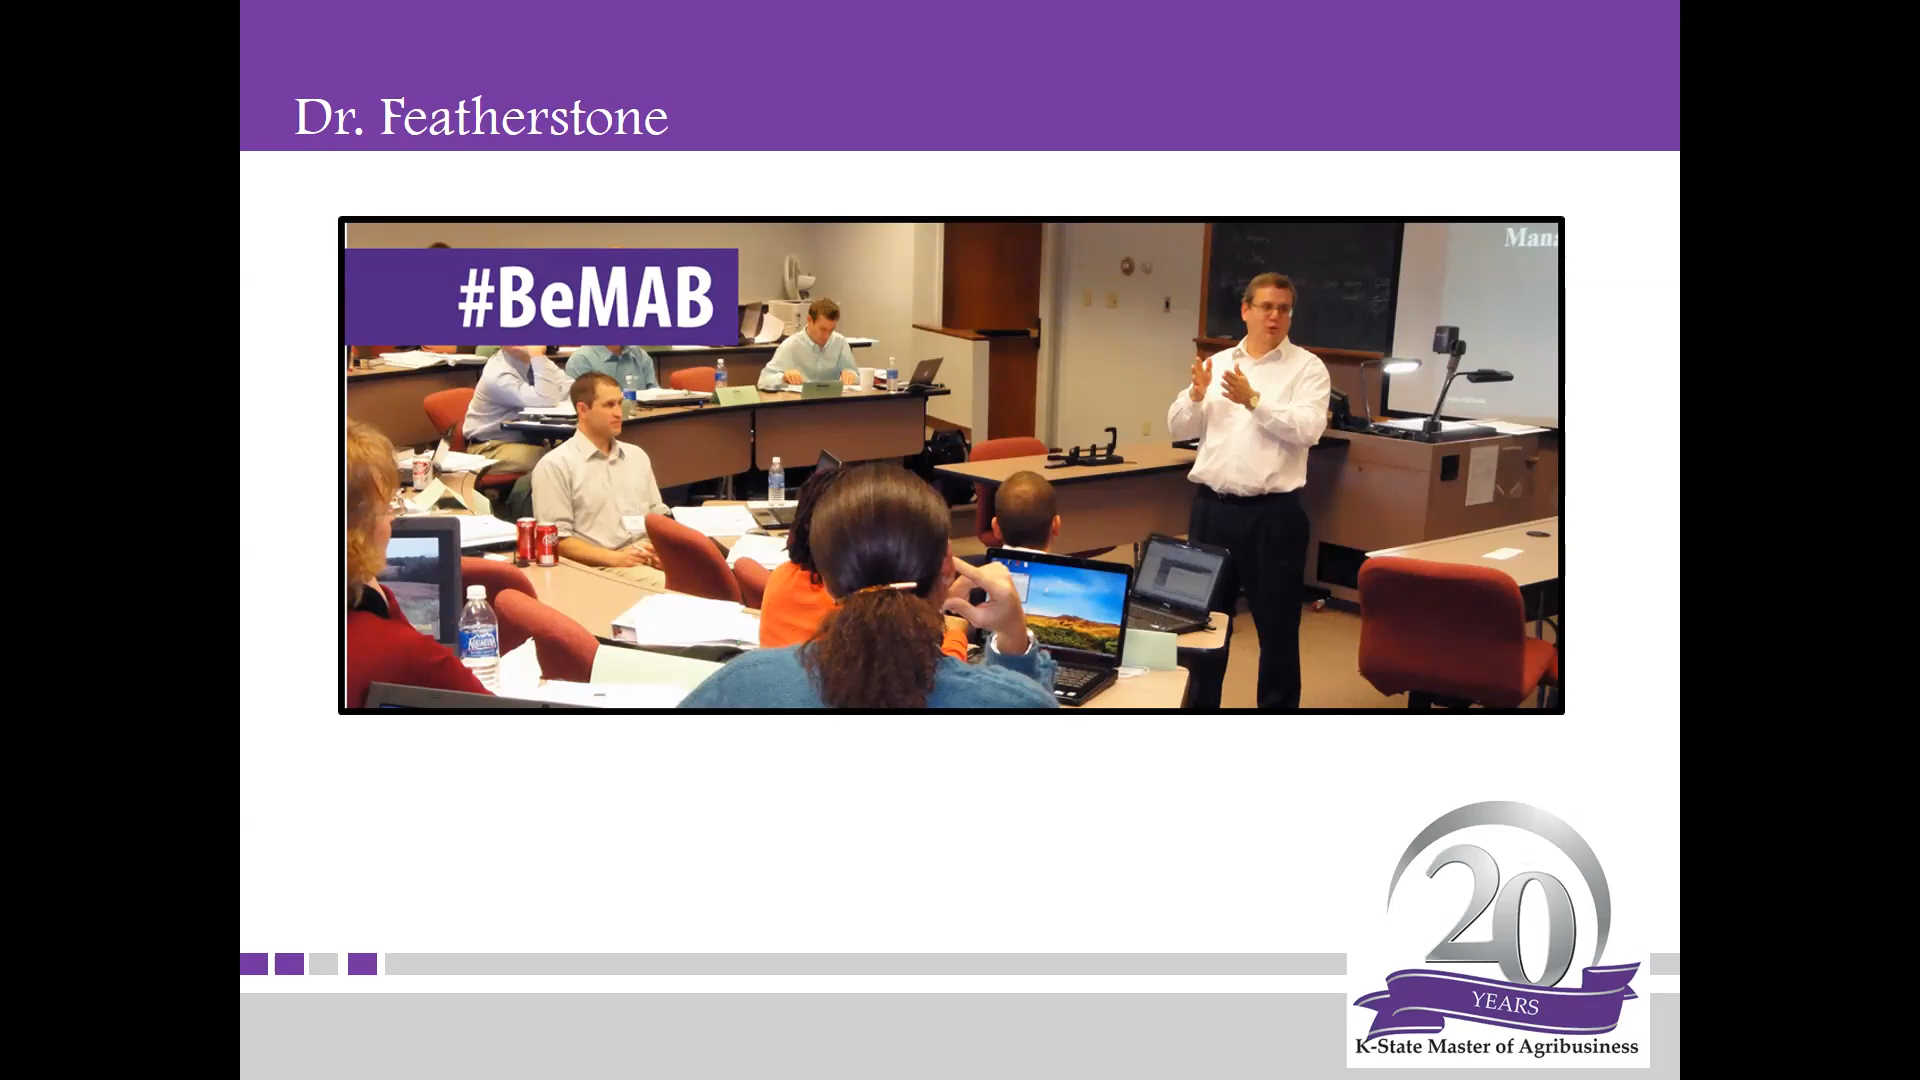 Dr. Featherstone
#BeMAB
20
YEARS
K-State Master of Agribusiness